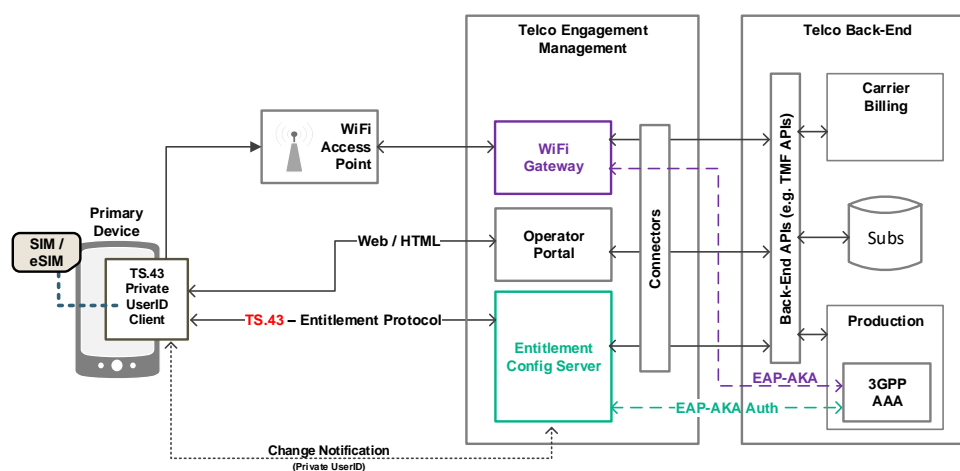 Telco Engagement
Management
Telco Back-End
WiFi
Access
Point
WiFi
Gateway
Connectors
Back-End APIs (e.g. TMF APIs)
Carrier
Billing
Primary
Device
SIM /
eSIM
TS.43
Private
UserID
Client
Web / HTML
Operator
Portal
Subs
TS.43 – Entitlement Protocol
Entitlement
Config Server
Production
3GPP
AAA
EAP-AKA
EAP-AKA Auth
Change Notification
(Private UserID)